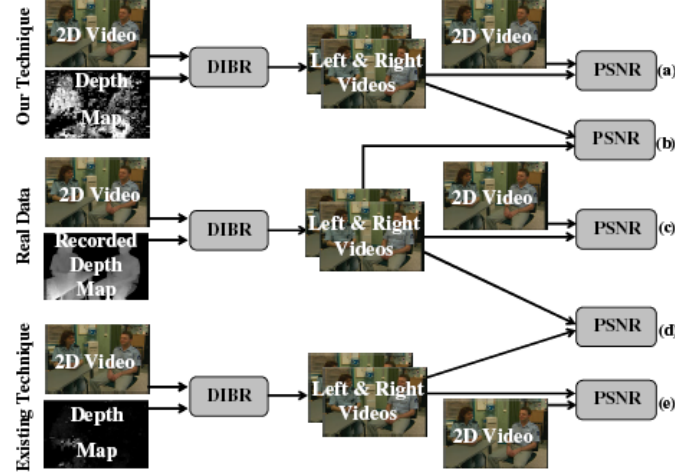 Our Technique
2D Video
Depth
Map
DIBR
Left & Right
Videos
2D Video
PSNR (a)
PSNR (b)
Real Data
2D Video
Recorded
Depth
Map
DIBR
Left & Right
Videos
2D Video
PSNR (c)
PSNR (d)
Existing Technique
2D Video
Depth
Map
DIBR
Left & Right
Videos
2D Video
PSNR (e)